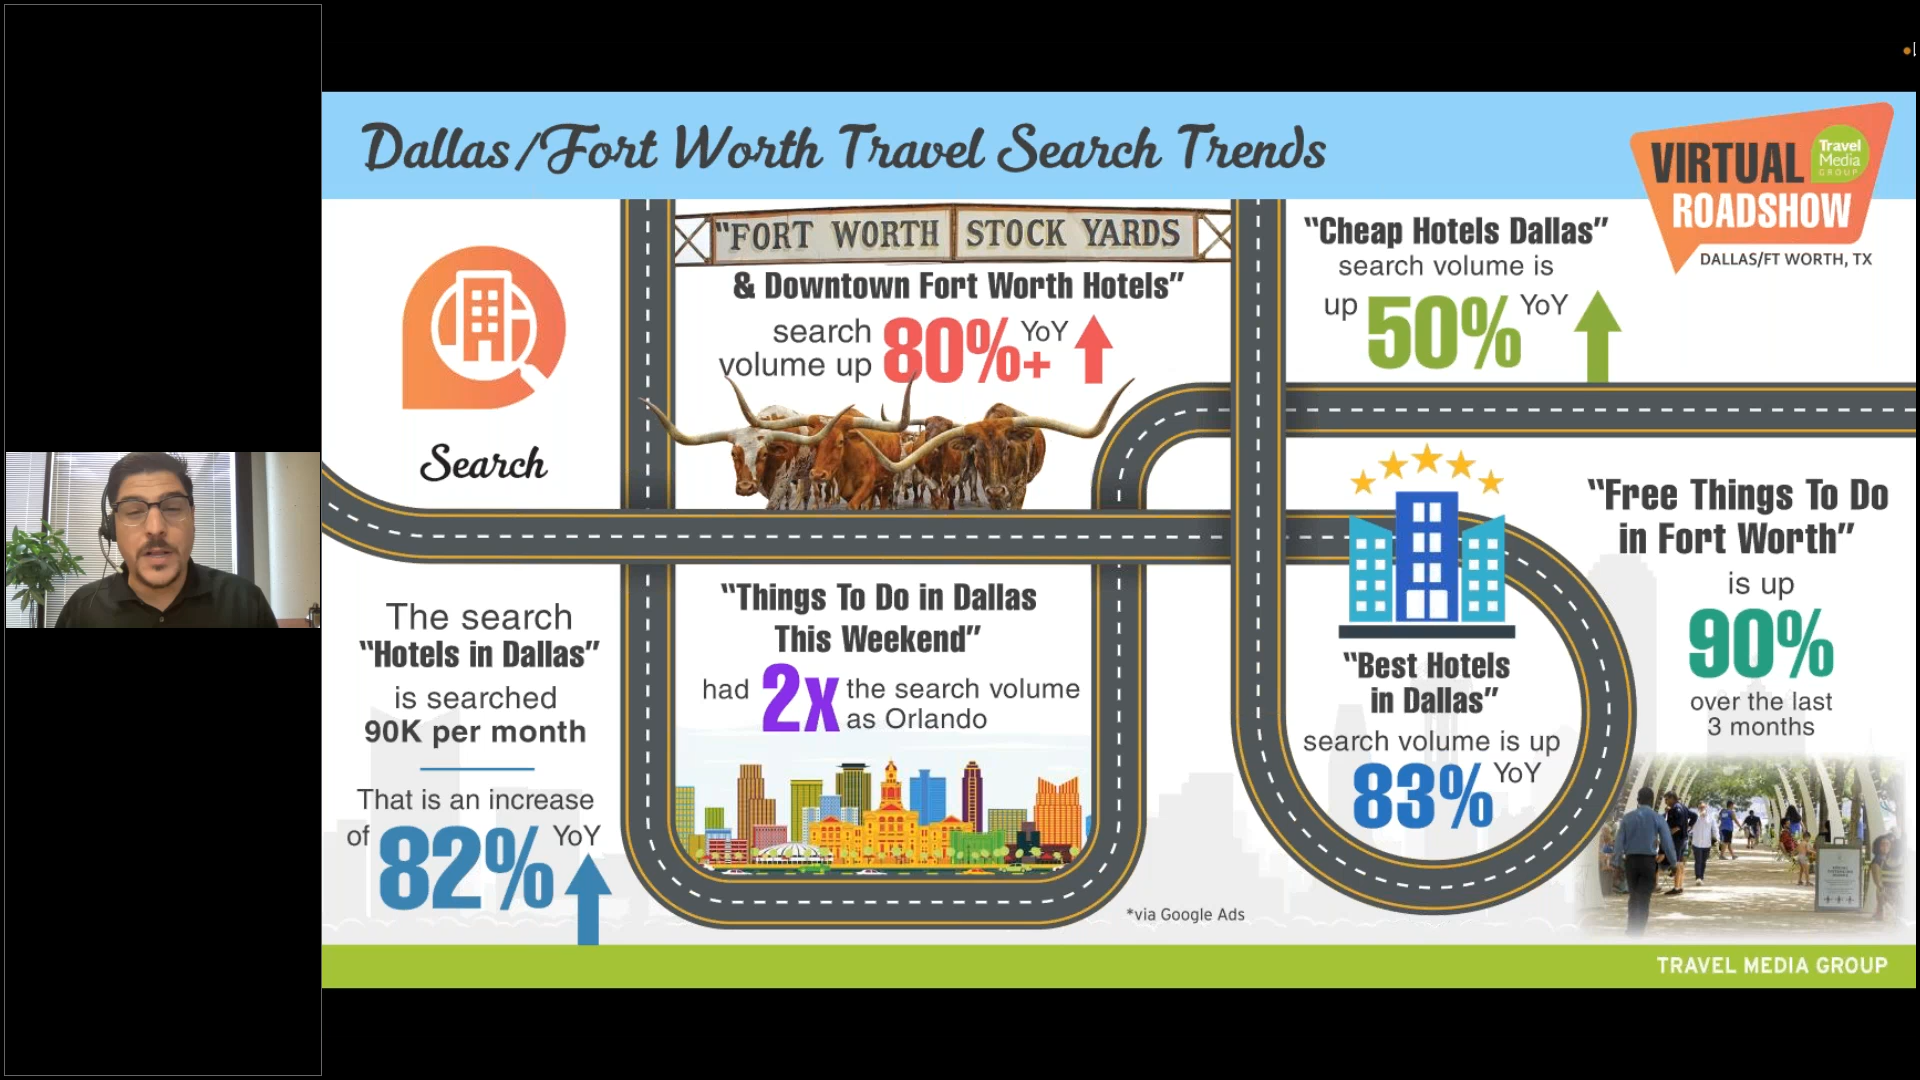 Dallas/Fort Worth Travel Search Trends
VIRTUAL
Travel
Media
GROUP
ROADSHOW
DALLAS/FT WORTH, TX
Search
The search
"Hotels in Dallas"
is searched
90K per month
That is an increase
of 82% YoY
"FORT WORTH STOCK YARDS
& Downtown Fort Worth Hotels"
search
volume up 80%+ YoY
"Things To Do in Dallas
This Weekend"
had 2x the search volume
as Orlando
"Cheap Hotels Dallas"
search volume is
up 50% YoY
"Best Hotels
in Dallas"
search volume is up
83% YoY
"Free Things To Do
in Fort Worth"
is up
90%
over the last
3 months
*via Google Ads
TRAVEL MEDIA GROUP